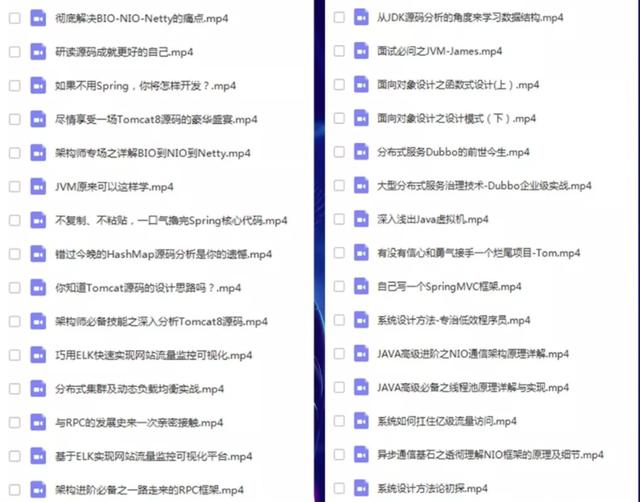 彻底解决BIO-NIO-Netty的痛点.mp4
研读源码成就更好的自己.mp4
如果不用Spring，你将怎样开发？.mp4
尽情享受一场Tomcat8源码的豪华盛宴.mp4
架构师专场之详解BIO到NIO到Netty.mp4
JVM原来可以这样学.mp4
不复制、不粘贴，一口气撸完Spring核心代码.mp4
错过今晚的HashMap源码分析是你的遗憾.mp4
你知道Tomcat源码的设计思路吗？.mp4
架构师必备技能之深入分析Tomcat8源码.mp4
巧用ELK快速实现网站流量监控可视化.mp4
分布式集群及动态负载均衡实战.mp4
与RPC的发展史来一次亲密接触.mp4
基于ELK实现网站流量监控可视化平台.mp4
架构进阶必备之一路走来的RPC框架.mp4
从JDK源码分析的角度来学习数据结构.mp4
面试必问之JVM-James.mp4
面向对象设计之函数式设计(上）.mp4
面向对象设计之设计模式（下）.mp4
分布式服务Dubbo的前世今生.mp4
大型分布式服务治理技术-Dubbo企业级实战.mp4
深入浅出Java虚拟机.mp4
有没有信心和勇气接手一个烂尾项目-Tom.mp4
自己写一个SpringMVC框架.mp4
系统设计方法-专治低效程序员.mp4
JAVA高级进阶之NIO通信架构原理详解.mp4
JAVA高级必备之线程池原理详解与实现.mp4
系统如何扛住亿级流量访问.mp4
异步通信基石之透彻理解NIO框架的原理及细节.mp4
系统设计方法论初探.mp4